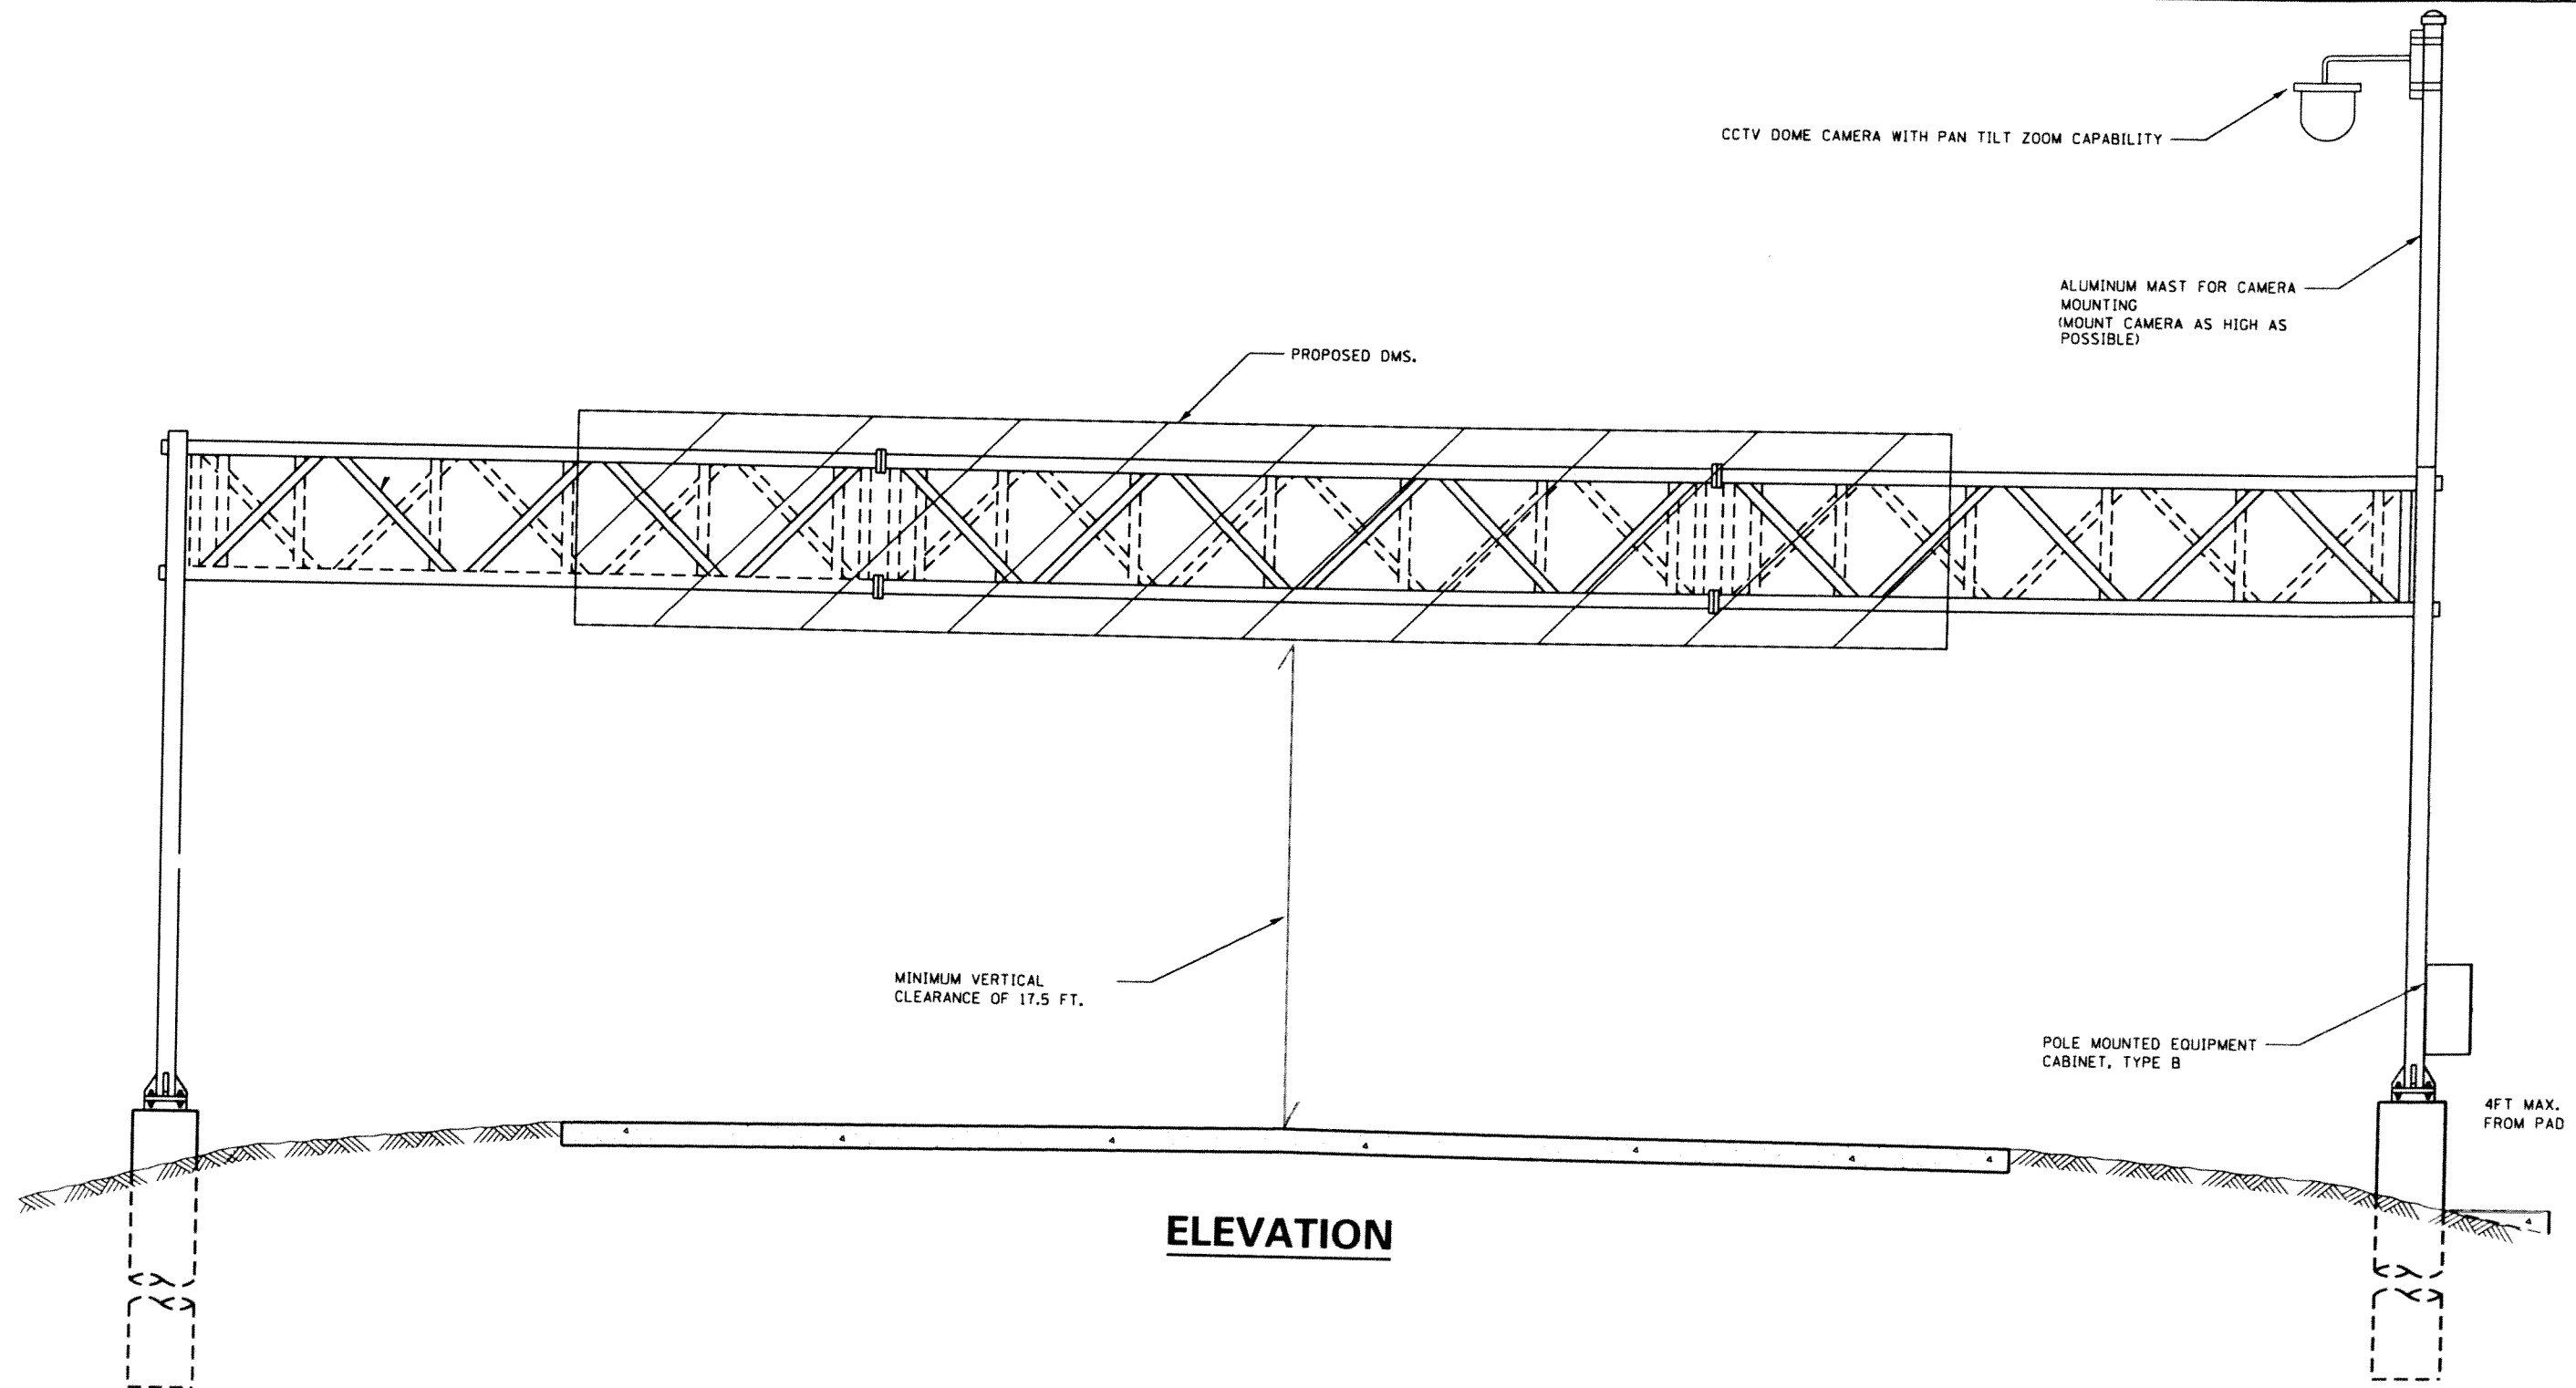 CCTV DOME CAMERA WITH PAN TILT ZOOM CAPABILITY
ALUMINUM MAST FOR CAMERA
MOUNTING
(MOUNT CAMERA AS HIGH AS
POSSIBLE)
PROPOSED DMS.
MINIMUM VERTICAL
CLEARANCE OF 17.5 FT.
POLE MOUNTED EQUIPMENT
CABINET, TYPE B
4FT MAX.
FROM PAD
ELEVATION